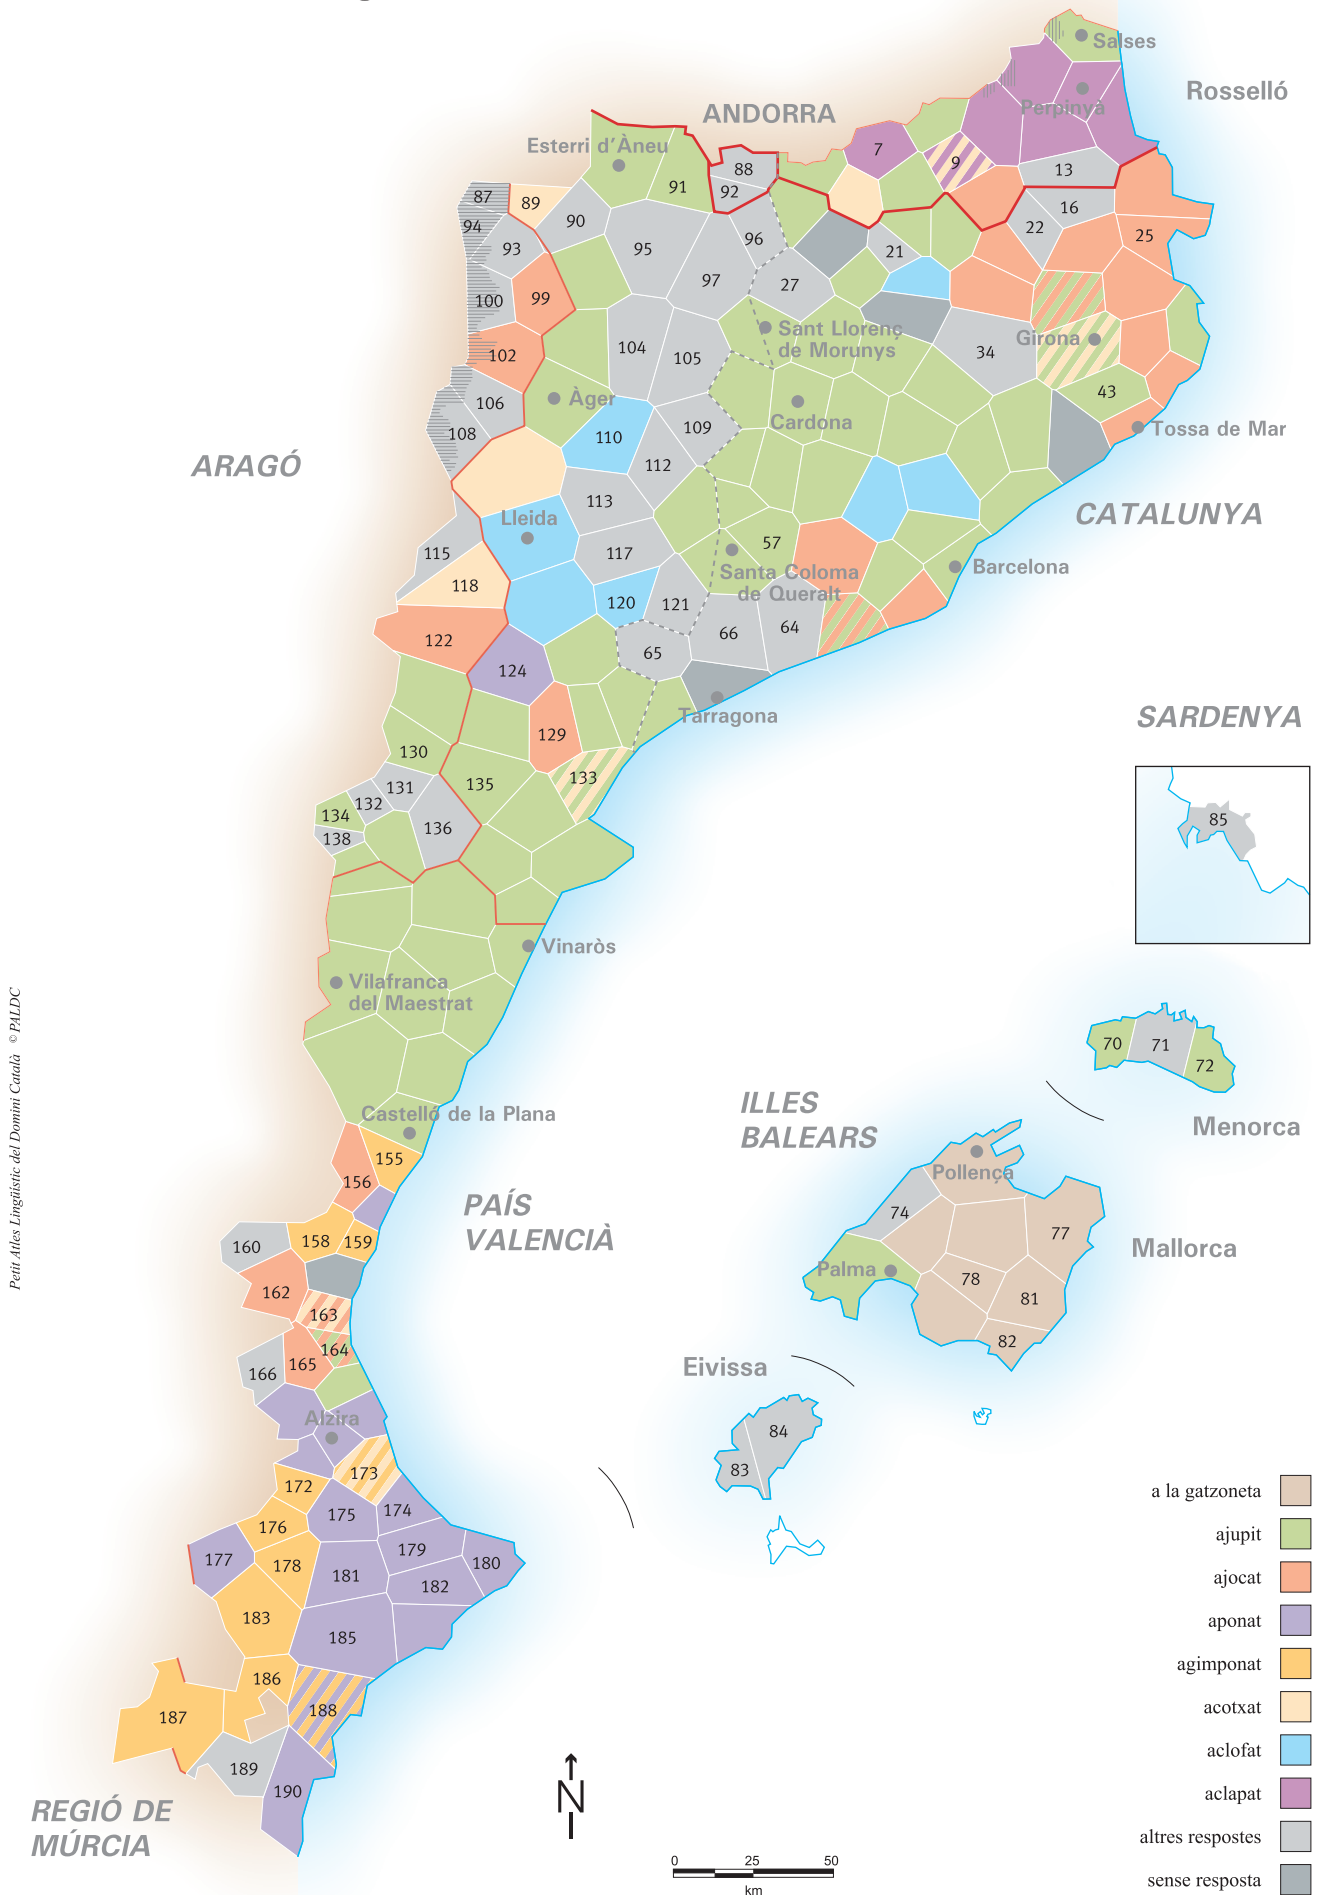 Salses
Rosselló
Perpinyà
ANDORRA
Esterri d'Àneu
7
9
13
88
91
92
87
89
90
94
93
95
96
97
16
22
25
21
27
99
100
102
104
105
34
43
Girona
Sant Llorenç
de Morunys
Àger
Cardona
Tossa de Mar
106
108
109
110
112
113
ARAGÓ
CATALUNYA
Lleida
115
117
118
120
121
57
Santa Coloma
de Queralt
Barcelona
122
124
64
65
66
Tarragona
SARDENYA
129
130
131
132
133
134
135
136
138
85
Vinaròs
Vilafranca
del Maestrat
Petit Atles Lingüístic del Domini Català © PALDC
70
71
72
Menorca
ILLES
BALEARS
Castelló de la Plana
Pollença
155
156
PAÍS
VALENCIÀ
158
159
160
162
163
164
165
166
74
77
78
81
82
Mallorca
Palma
Eivissa
83
84
Alzira
172
173
174
175
176
177
178
179
180
181
182
183
185
186
187
188
189
190
REGIÓ DE
MÚRCIA
N
0 25 50
km
a la gatzoneta
ajupit
ajocat
aponat
agimponat
acotxat
aclofat
aclapat
altres respostes
sense resposta